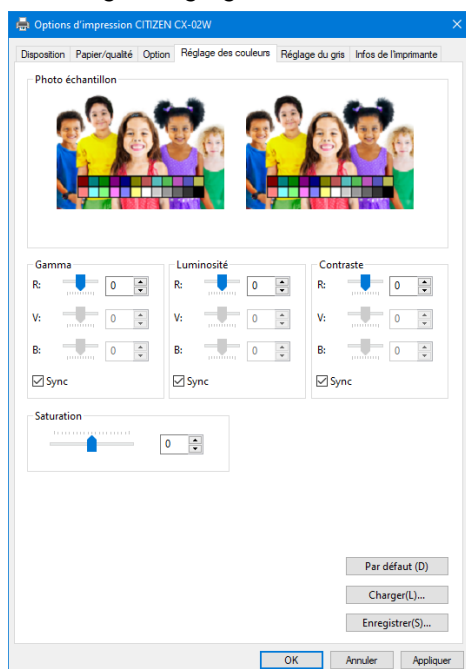 Options d'impression CITIZEN CX-02W
Disposition Papier/qualité Option Réglage des couleurs Réglage du gris Infos de l'imprimante
Photo échantillon
Gamma Luminosité Contraste
R: 0 R: 0 R: 0
V: 0 V: 0 V: 0
B: 0 B: 0 B: 0
Sync Sync Sync
Saturation
0
Par défaut (D)
Charger(L)...
Enregistrer(S)...
OK Annuler Appliquer